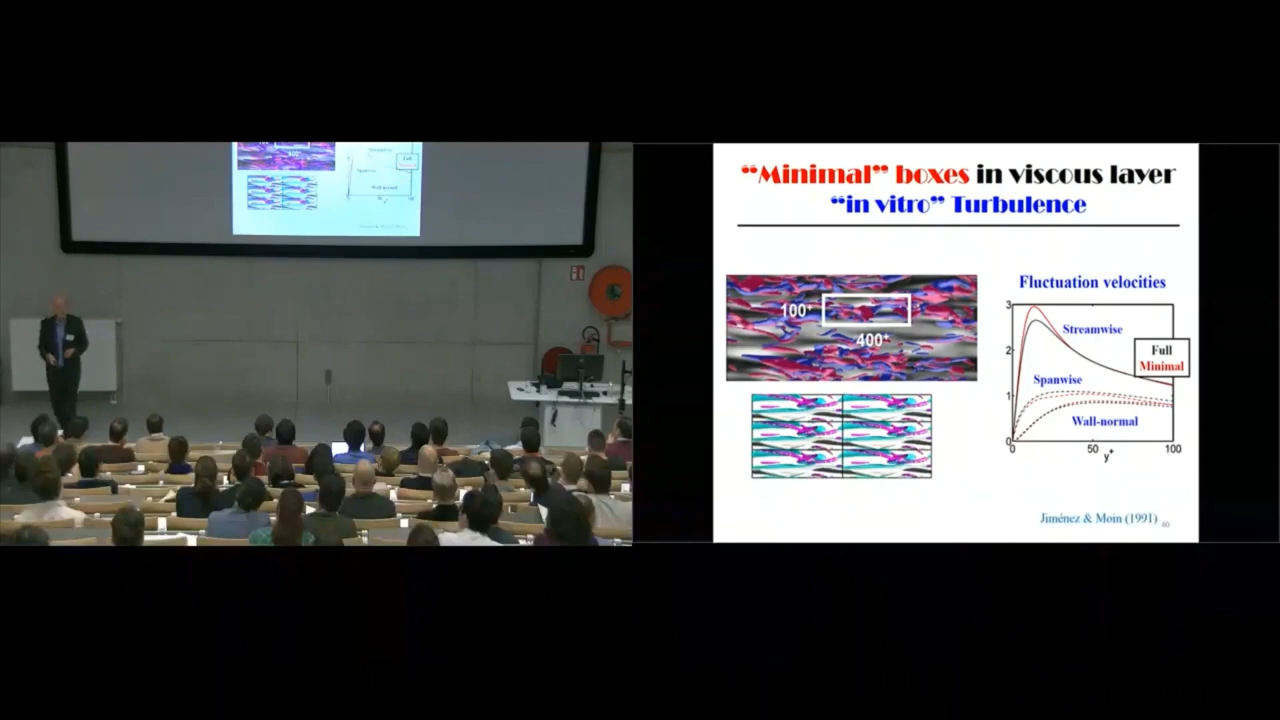 “Minimal” boxes in viscous layer
“in vitro” Turbulence
100⁺
400⁺
Fluctuation velocities
3
Streamwise
2
Full
Minimal
Spanwise
1
Wall-normal
0
0
50
100
y⁺
Jiménez & Moin (1991)
40